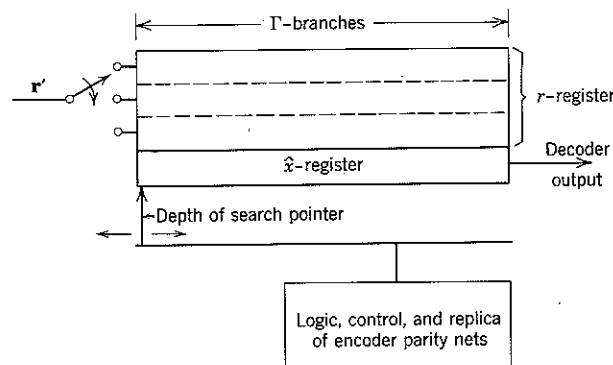 Γ-branches
r′
r-register
x̂-register
Decoder
output
Depth of search pointer
Logic, control, and replica
of encoder parity nets